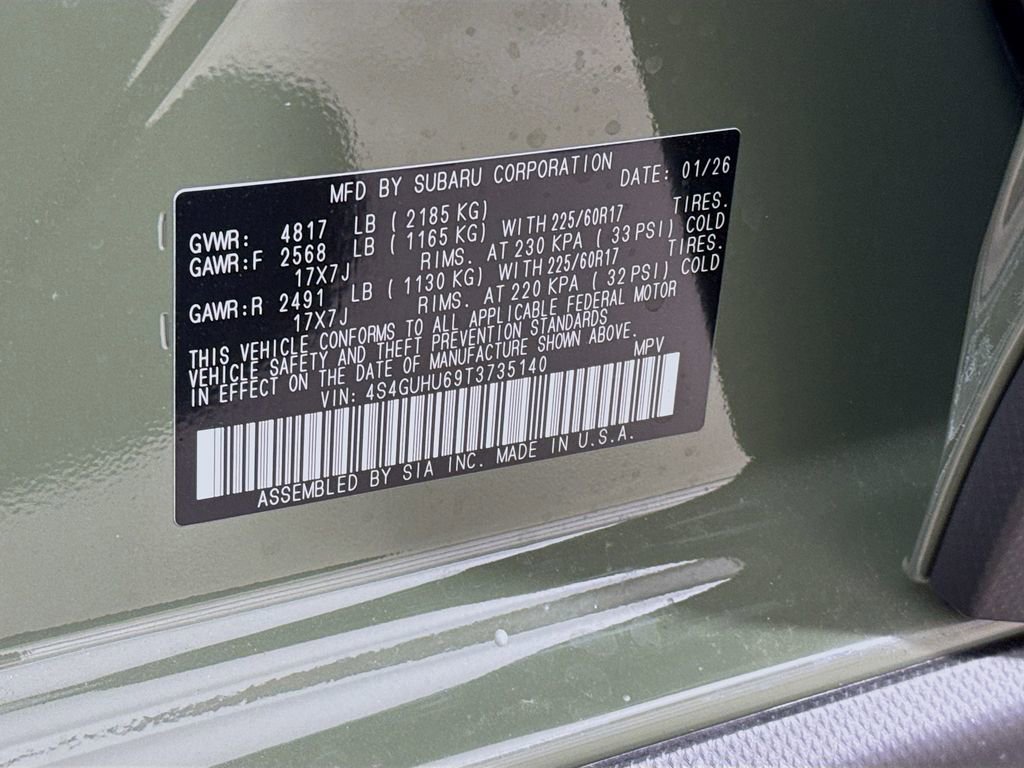 MFD BY SUBARU CORPORATION DATE: 01/26
GVWR: 4817 LB ( 2185 KG)
GAWR:F 2568 LB ( 1165 KG) WITH 225/60R17 TIRES.
17X7J RIMS. AT 230 KPA ( 33 PSI) COLD
GAWR:R 2491 LB ( 1130 KG) WITH 225/60R17 TIRES.
17X7J RIMS. AT 220 KPA ( 32 PSI) COLD
THIS VEHICLE CONFORMS TO ALL APPLICABLE FEDERAL MOTOR
VEHICLE SAFETY AND THEFT PREVENTION STANDARDS
IN EFFECT ON THE DATE OF MANUFACTURE SHOWN ABOVE.
VIN: 4S4GUHU69T3735140 MPV
ASSEMBLED BY SIA INC. MADE IN U.S.A.